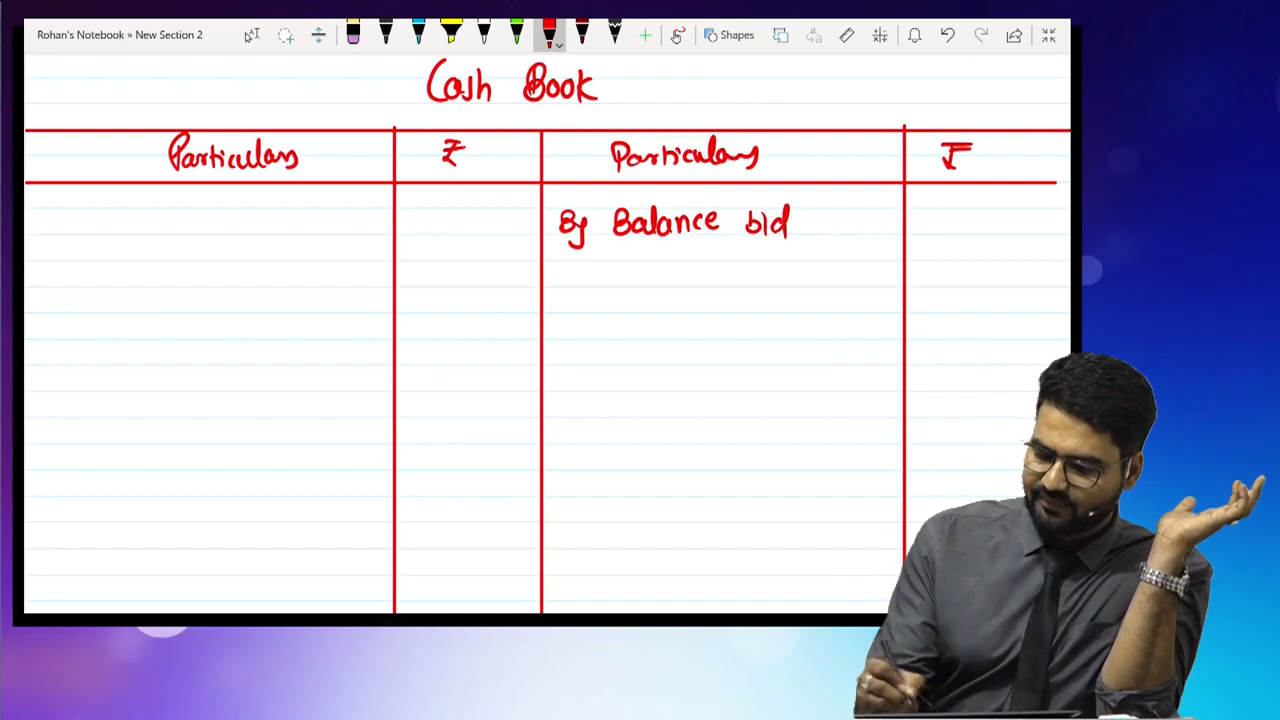 Rohan's Notebook » New Section 2
Shapes
Cash Book
Particulars ₹ Particulars ₹
By Balance b/d